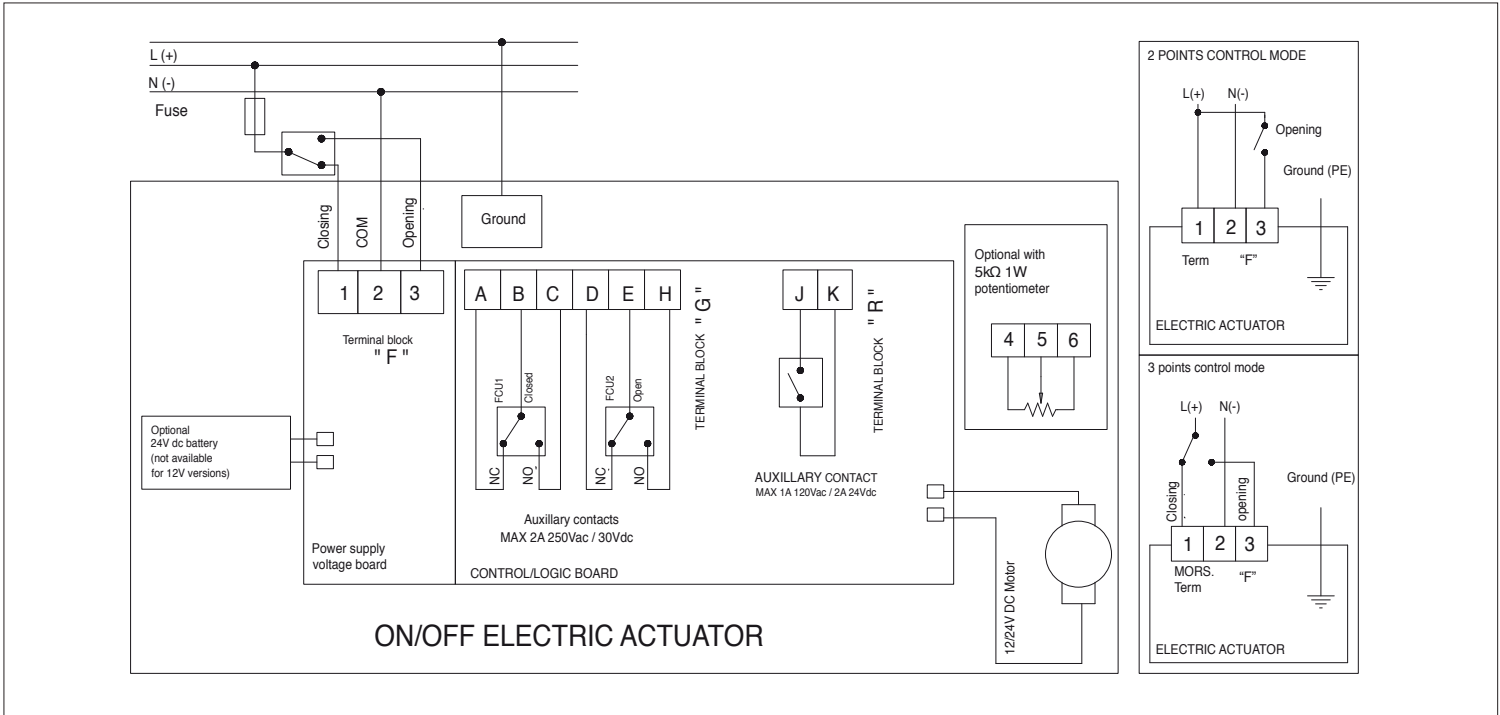 L (+)
N (-)
Fuse
Closing
COM
Opening
Ground
1 2 3
Terminal block
" F "
A B C D E H
TERMINAL BLOCK " G "
FCU1
Closed
NC
NO
FCU2
Open
NC
NO
Auxillary contacts
MAX 2A 250Vac / 30Vdc
J K
TERMINAL BLOCK " R "
AUXILLARY CONTACT
MAX 1A 120Vac / 2A 24Vdc
Optional with
5kΩ 1W
potentiometer
4 5 6
Optional
24V dc battery
(not available
for 12V versions)
Power supply
voltage board
CONTROL/LOGIC BOARD
12/24V DC Motor
ON/OFF ELECTRIC ACTUATOR
2 POINTS CONTROL MODE
L(+) N(-)
Opening
Ground (PE)
1 2 3
Term "F"
ELECTRIC ACTUATOR
3 points control mode
L(+) N(-)
Ground (PE)
Closing
opening
1 2 3
MORS.
Term "F"
ELECTRIC ACTUATOR